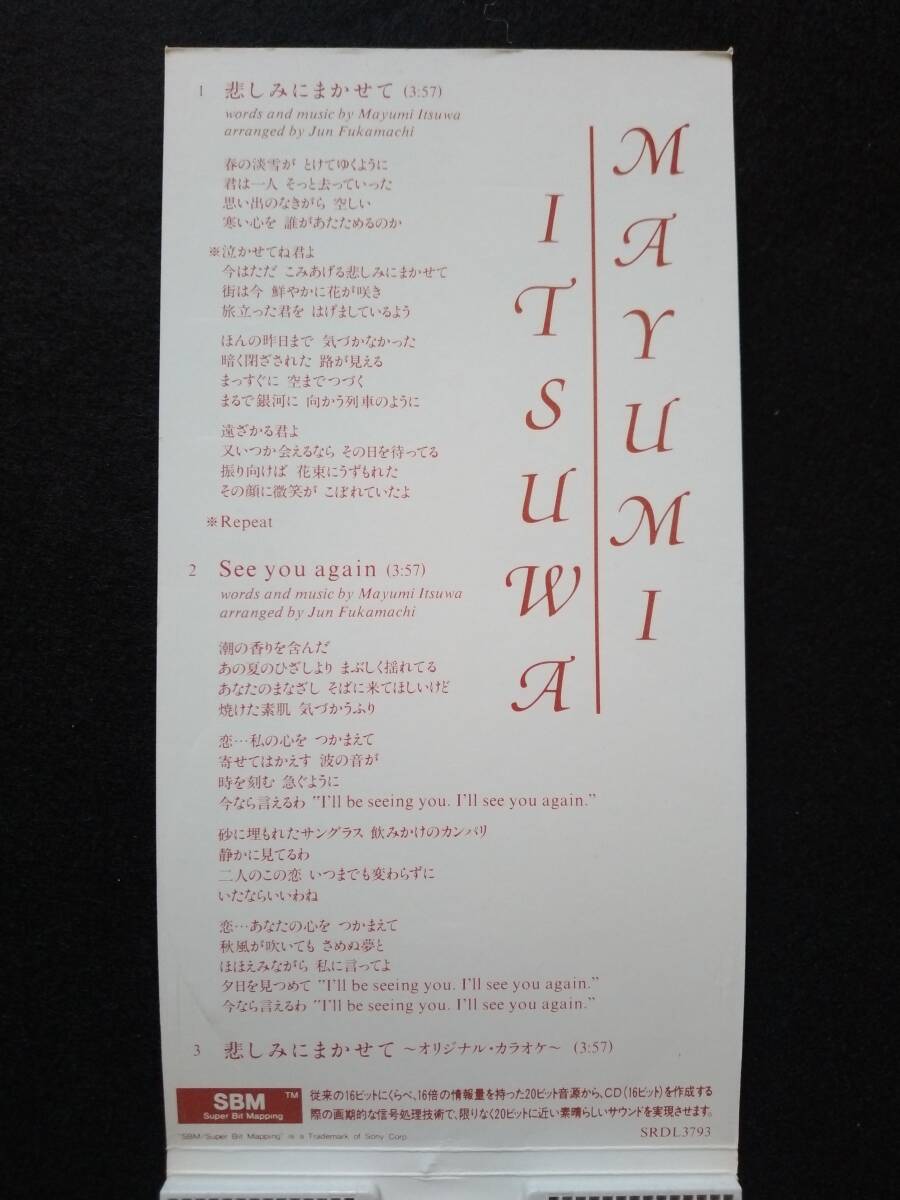 1 悲しみにまかせて (3:57)
words and music by Mayumi Itsuwa
arranged by Jun Fukamachi
春の淡雪が とけてゆくように
君は一人 そっと去っていった
思い出のなきがら 空しい
寒い心を 誰があたためるのか
※泣かせてね君よ
今はただ こみあげる悲しみにまかせて
街は今 鮮やかに花が咲き
旅立った君を はげましているよう
ほんの昨日まで 気づかなかった
暗く閉ざされた 路が見える
まっすぐに 空までつづく
まるで銀河に 向かう列車のように
遠ざかる君よ
又いつか会えるなら その日を待ってる
振り向けば 花束にうずもれた
その顔に微笑が こぼれていたよ
※Repeat
2 See you again (3:57)
words and music by Mayumi Itsuwa
arranged by Jun Fukamachi
潮の香りを含んだ
あの夏のひざしより まぶしく揺れてる
あなたのまなざし そばに来てほしいけど
焼けた素肌 気づかうふり
恋…私の心を つかまえて
寄せてはかえす 波の音が
時を刻む 急ぐように
今なら言えるわ "I'll be seeing you. I'll see you again."
砂に埋もれたサングラス 飲みかけのカンパリ
静かに見てるわ
二人のこの恋 いつまでも変わらずに
いたならいいわね
恋…あなたの心を つかまえて
秋風が吹いても さめぬ夢と
ほほえみながら 私に言ってよ
夕日を見つめて "I'll be seeing you. I'll see you again."
今なら言えるわ "I'll be seeing you. I'll see you again."
3 悲しみにまかせて ～オリジナル・カラオケ～ (3:57)
MAYUMI
ITSUWA
SBM TM
Super Bit Mapping
従来の16ビットにくらべ、16倍の情報量を持った20ビット音源から、CD(16ビット)を作成する
際の画期的な信号処理技術で、限りなく20ビットに近い素晴らしいサウンドを実現させます。
"SBM/Super Bit Mapping" is a Trademark of Sony Corp.
SRDL3793